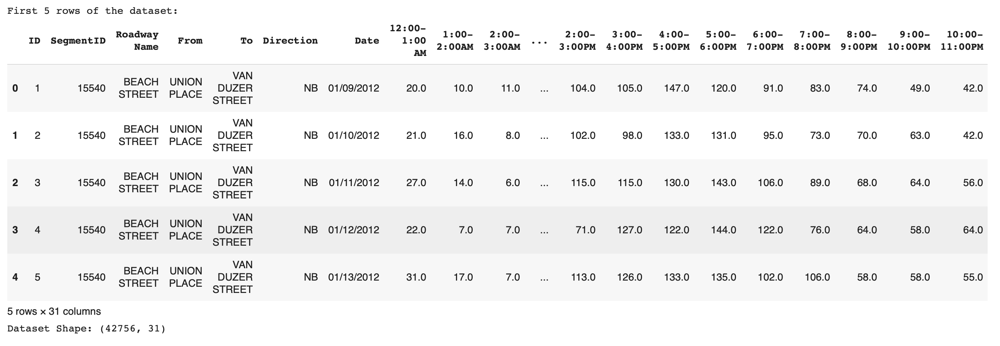 First 5 rows of the dataset:
ID SegmentID Roadway Name From To Direction Date 12:00-1:00 AM 1:00-2:00AM 2:00-3:00AM ... 2:00-3:00PM 3:00-4:00PM 4:00-5:00PM 5:00-6:00PM 6:00-7:00PM 7:00-8:00PM 8:00-9:00PM 9:00-10:00PM 10:00-11:00PM
0 1 15540 BEACH STREET UNION PLACE VAN DUZER STREET NB 01/09/2012 20.0 10.0 11.0 ... 104.0 105.0 147.0 120.0 91.0 83.0 74.0 49.0 42.0
1 2 15540 BEACH STREET UNION PLACE VAN DUZER STREET NB 01/10/2012 21.0 16.0 8.0 ... 102.0 98.0 133.0 131.0 95.0 73.0 70.0 63.0 42.0
2 3 15540 BEACH STREET UNION PLACE VAN DUZER STREET NB 01/11/2012 27.0 14.0 6.0 ... 115.0 115.0 130.0 143.0 106.0 89.0 68.0 64.0 56.0
3 4 15540 BEACH STREET UNION PLACE VAN DUZER STREET NB 01/12/2012 22.0 7.0 7.0 ... 71.0 127.0 122.0 144.0 122.0 76.0 64.0 58.0 64.0
4 5 15540 BEACH STREET UNION PLACE VAN DUZER STREET NB 01/13/2012 31.0 17.0 7.0 ... 113.0 126.0 133.0 135.0 102.0 106.0 58.0 58.0 55.0
5 rows × 31 columns
Dataset Shape: (42756, 31)